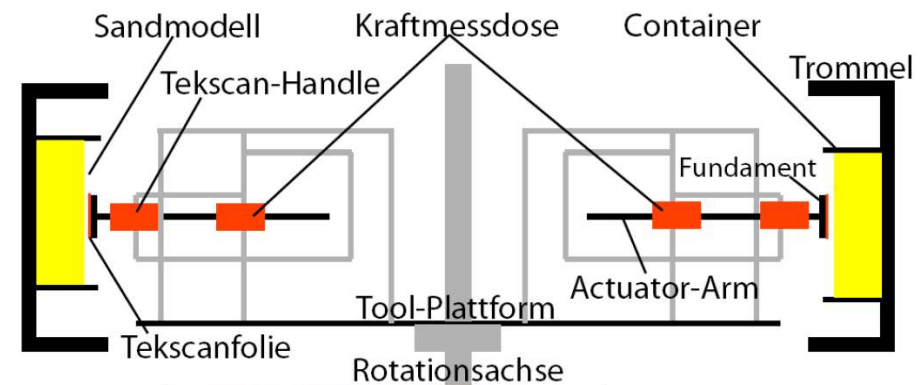 Sandmodell
Kraftmessdose
Container
Trommel
Tekscan-Handle
Fundament
Actuator-Arm
Tool-Plattform
Tekscanfolie
Rotationsachse